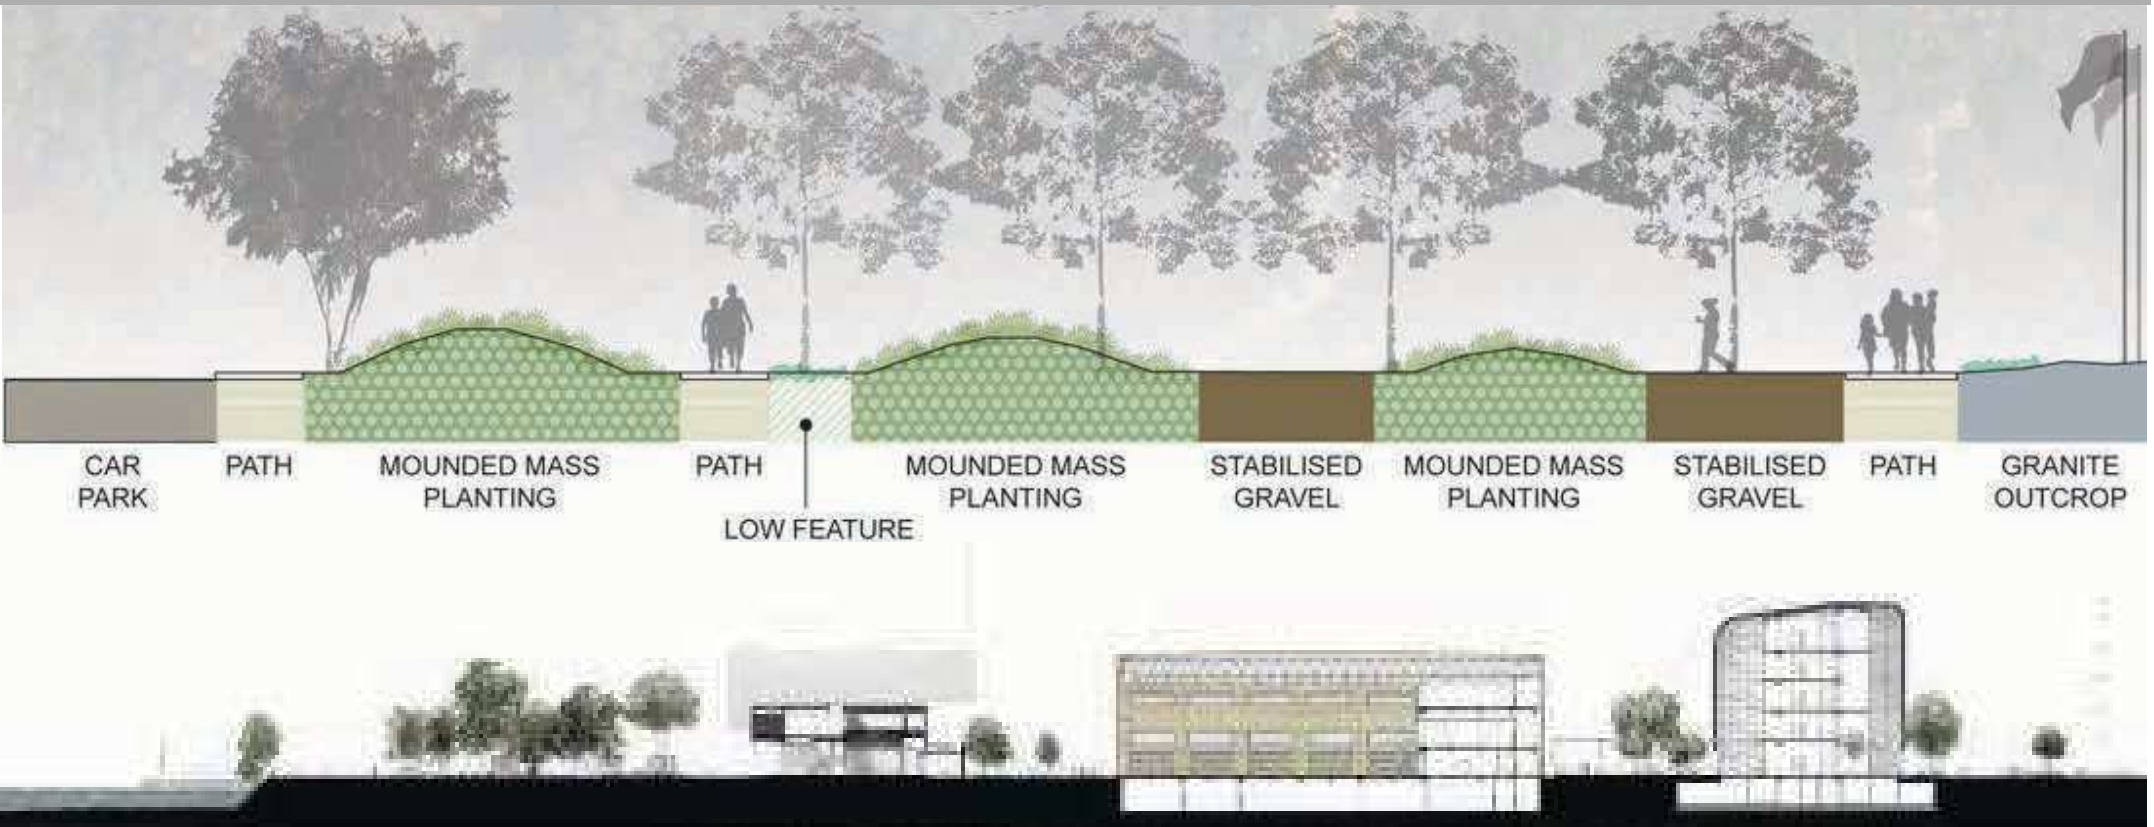 CAR
PARK
PATH
MOUNDED MASS
PLANTING
PATH
LOW FEATURE
MOUNDED MASS
PLANTING
STABILISED
GRAVEL
MOUNDED MASS
PLANTING
STABILISED
GRAVEL
PATH
GRANITE
OUTCROP